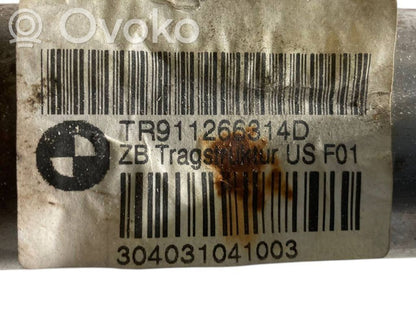 Ovoko
TR911266314D
ZB Tragstruktur US F01
304031041003